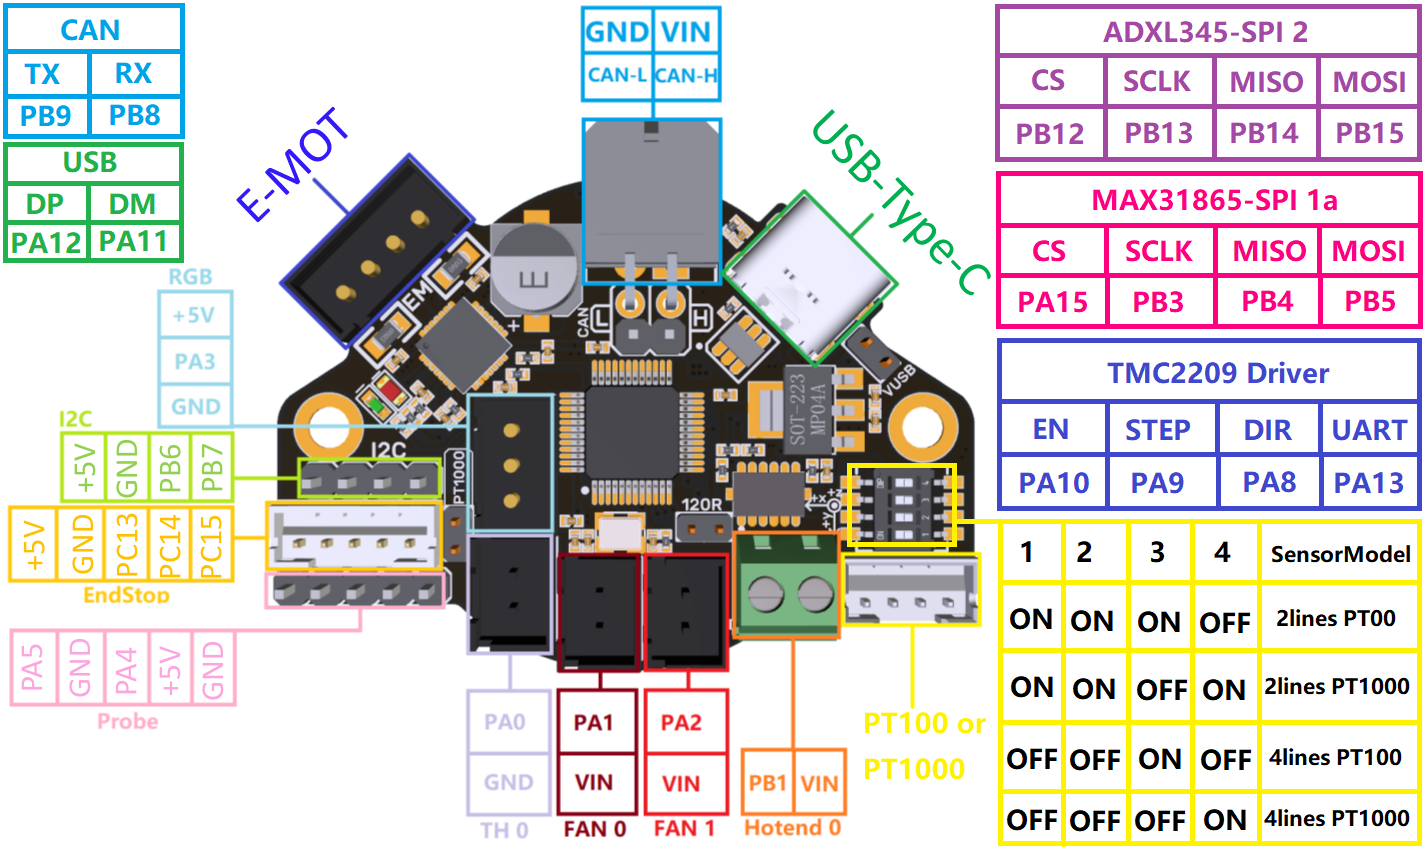 CAN
TX RX
PB9 PB8
USB
DP DM
PA12 PA11
GND VIN
CAN-L CAN-H
ADXL345-SPI 2
CS SCLK MISO MOSI
PB12 PB13 PB14 PB15
MAX31865-SPI 1a
CS SCLK MISO MOSI
PA15 PB3 PB4 PB5
TMC2209 Driver
EN STEP DIR UART
PA10 PA9 PA8 PA13
E-MOT
USB-Type-C
RGB
+5V
PA3
GND
I2C
+5V GND PB6 PB7
+5V GND PC13 PC14 PC15
EndStop
PA5 GND PA4 +5V GND
Probe
EM
E
+
CAN
L
H
VUSB
SOT-223
MP04A
I2C
PT1000
120R
+x +z
+y
PA0
GND
TH 0
PA1
VIN
FAN 0
PA2
VIN
FAN 1
PB1 VIN
Hotend 0
PT100 or
PT1000
1 2 3 4 SensorModel
ON ON ON OFF 2lines PT00
ON ON OFF ON 2lines PT1000
OFF OFF ON OFF 4lines PT100
OFF OFF OFF ON 4lines PT1000